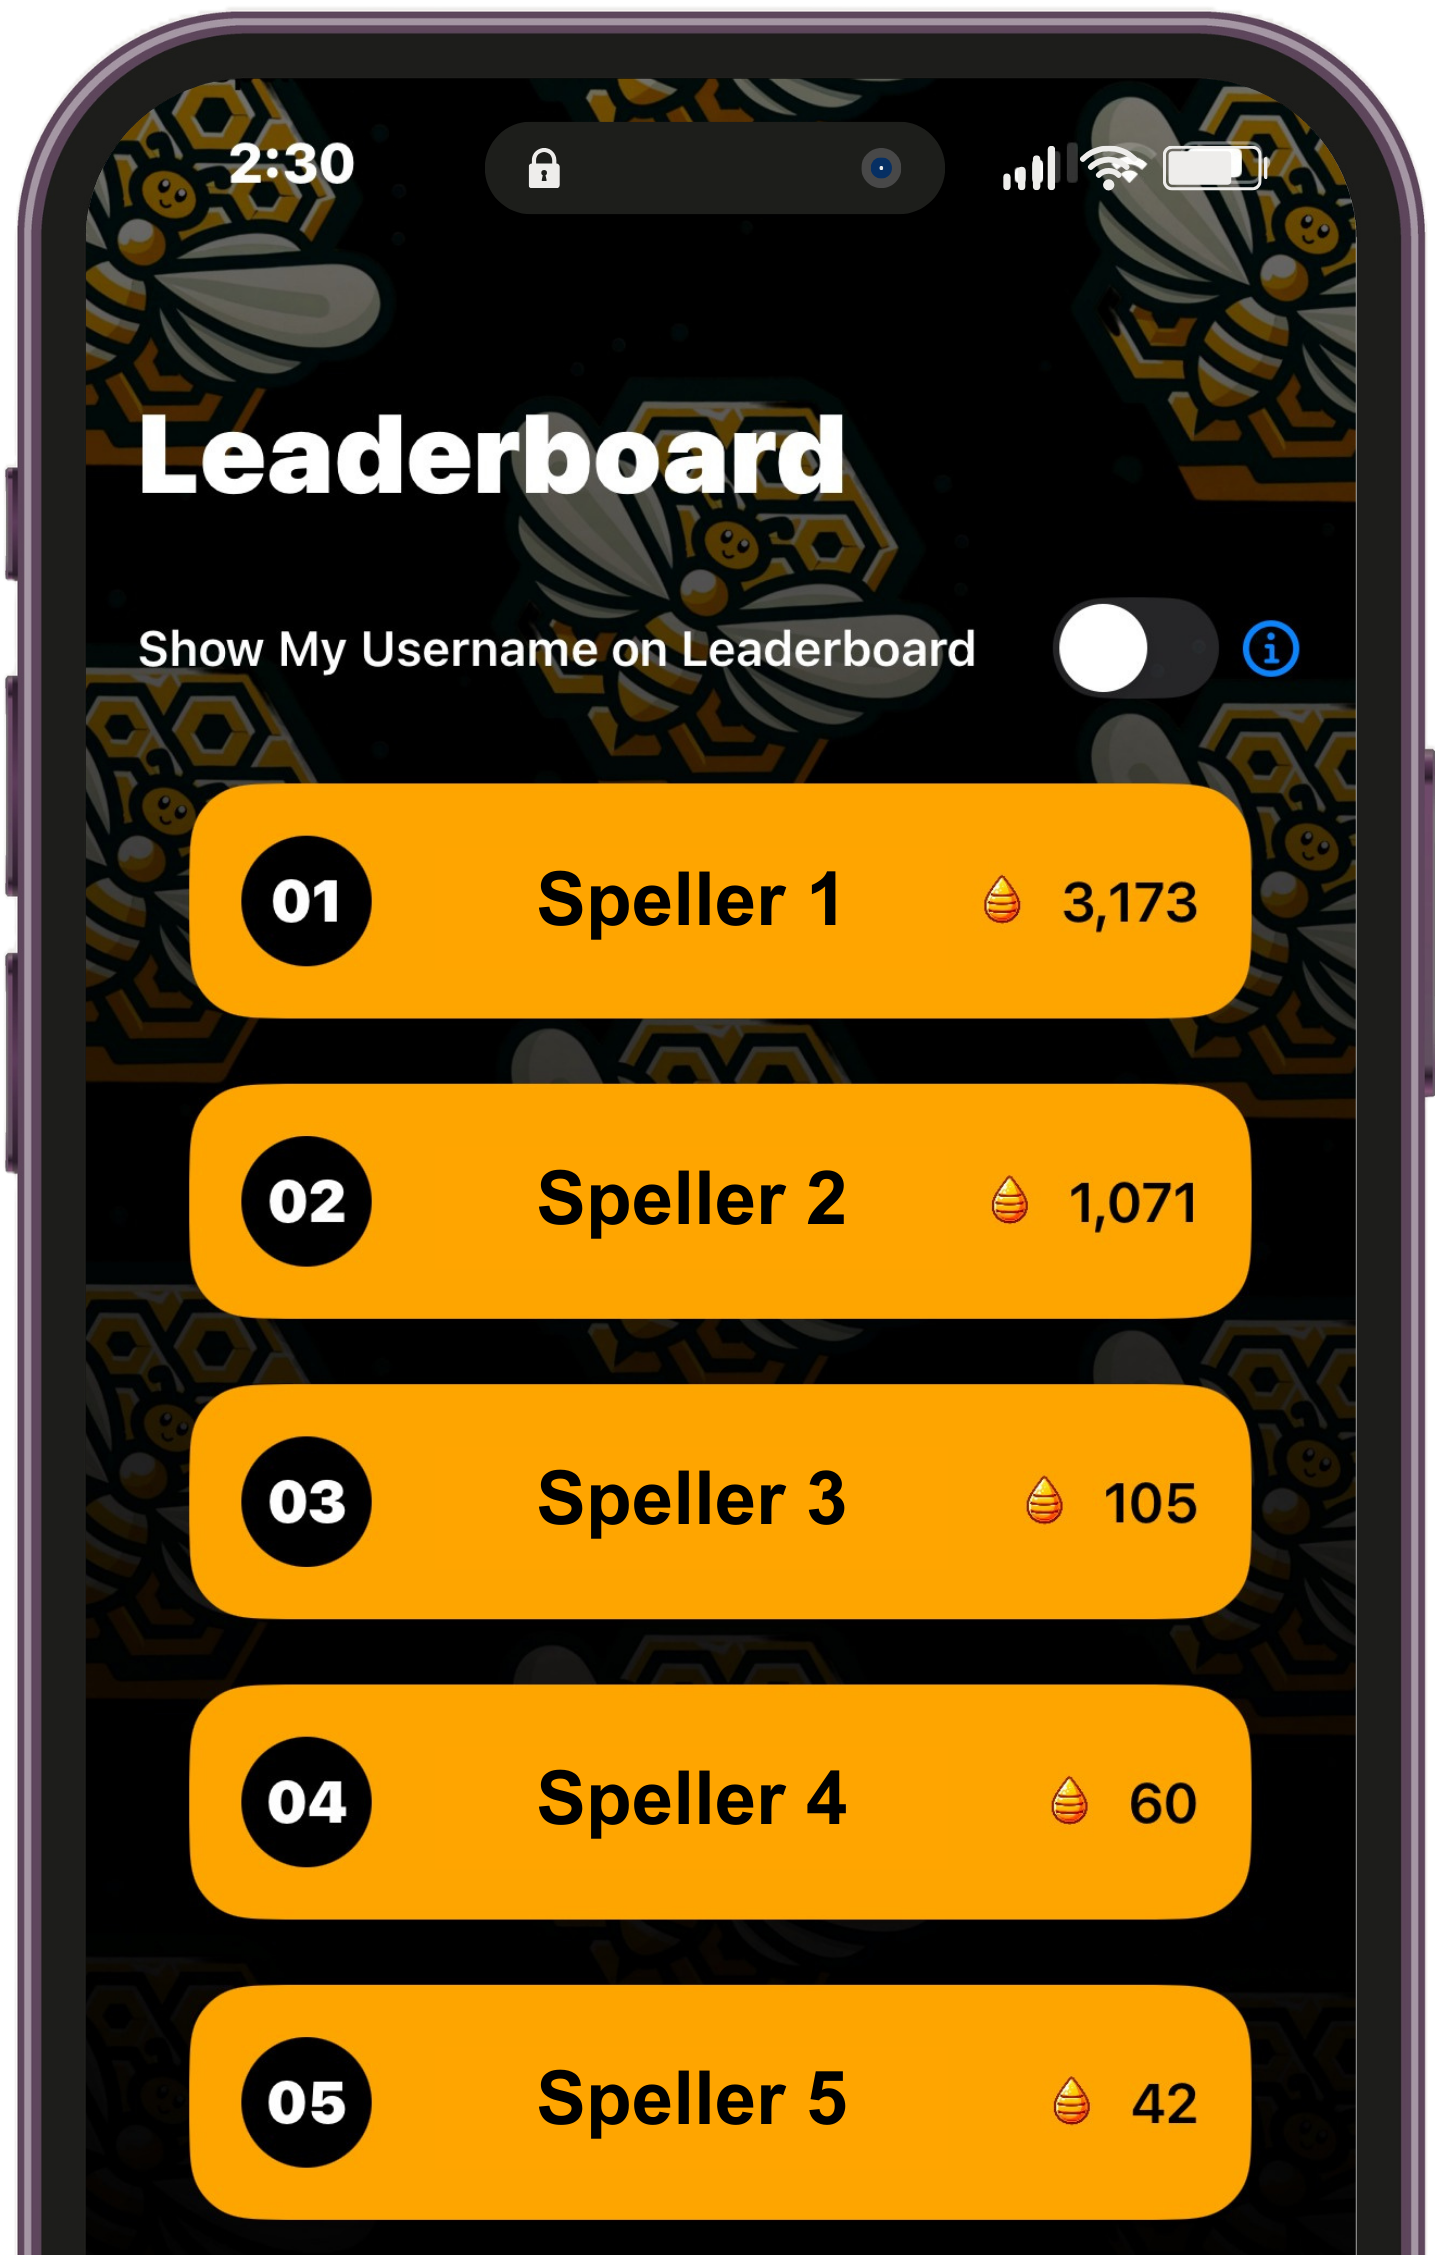 2:30
Leaderboard
Show My Username on Leaderboard
01 Speller 1 3,173
02 Speller 2 1,071
03 Speller 3 105
04 Speller 4 60
05 Speller 5 42